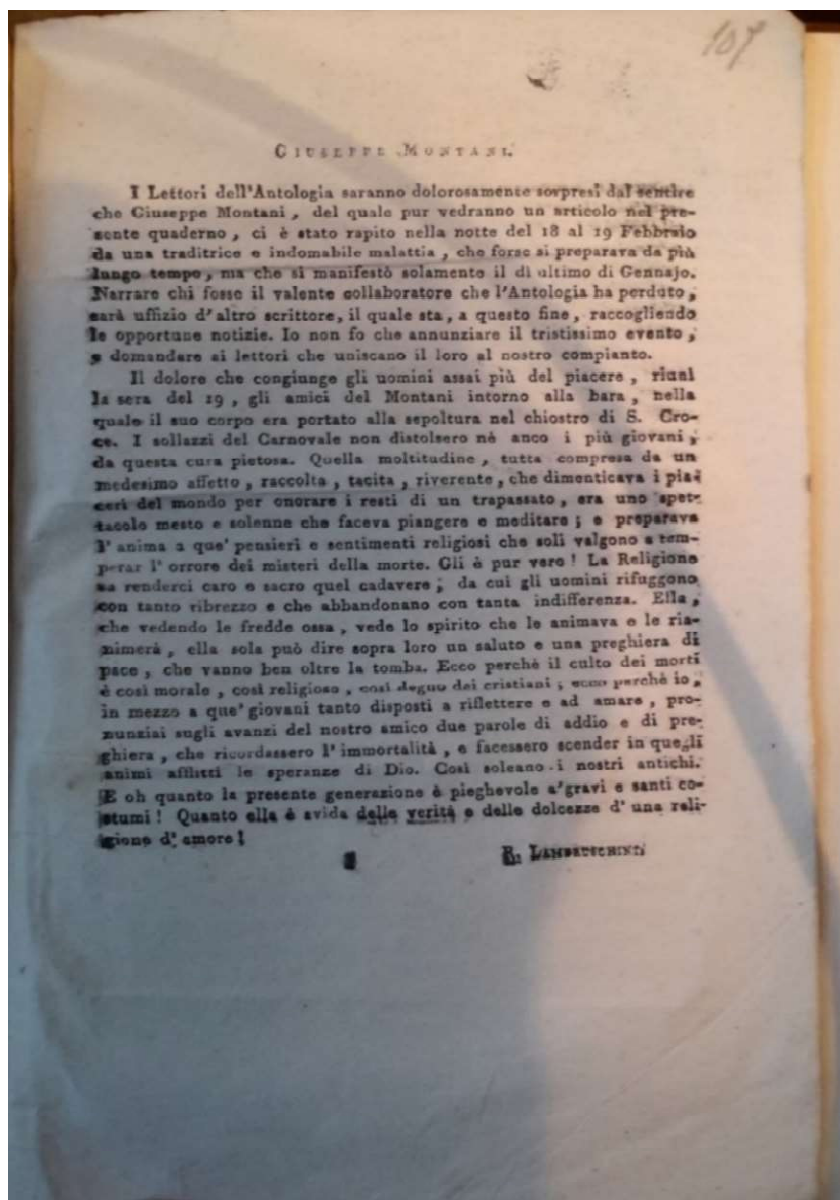 107
GIUSEPPE MONTANI.
I Lettori dell'Antologia saranno dolorosamente sorpresi dal sentire
che Giuseppe Montani, del quale pur vedranno un articolo nel pre-
sente quaderno, ci è stato rapito nella notte del 18 al 19 Febbraio
da una traditrice e indomabile malattia, che forse si preparava da più
lungo tempo, ma che si manifestò solamente il dì ultimo di Gennajo.
Narrare chi fosse il valente collaboratore che l'Antologia ha perduto,
sarà uffizio d'altro scrittore, il quale sta, a questo fine, raccogliendo
le opportune notizie. Io non fo che annunziare il tristissimo evento,
e domandare ai lettori che uniscano il loro al nostro compianto.
Il dolore che congiunge gli uomini assai più del piacere, riunì
la sera del 19, gli amici del Montani intorno alla bara, nella
quale il suo corpo era portato alla sepoltura nel chiostro di S. Cro-
ce. I sollazzi del Carnovale non distolsero nè anco i più giovani,
da questa cura pietosa. Quella moltitudine, tutta compresa da un
medesimo affetto, raccolta, tacita, riverente, che dimenticava i pia-
ceri del mondo per onorare i resti di un trapassato, era uno spet-
tacolo mesto e solenne che faceva piangere e meditare; e preparava
l'anima a que' pensieri e sentimenti religiosi che soli valgono a tem-
perar l'orrore dei misteri della morte. Gli è pur vero! La Religione
sa renderci caro e sacro quel cadavere, da cui gli uomini rifuggono
con tanto ribrezzo e che abbandonano con tanta indifferenza. Ella,
che vedendo le fredde ossa, vede lo spirito che le animava e le ria-
nimerà, ella sola può dire sopra loro un saluto e una preghiera di
pace, che vanno ben oltre la tomba. Ecco perchè il culto dei morti
è così morale, così religioso, così degno dei cristiani; ecco perchè io,
in mezzo a que' giovani tanto disposti a riflettere e ad amare, pro-
nunziai sugli avanzi del nostro amico due parole di addio e di pre-
ghiera, che ricordassero l'immortalità, e facessero scender in quegli
animi afflitti le speranze di Dio. Così soleano i nostri antichi.
E oh quanto la presente generazione è pieghevole a' gravi e santi co-
stumi! Quanto ella è avida delle verità e delle dolcezze d'una reli-
gione d'amore!
R. LAMBRUSCHINI